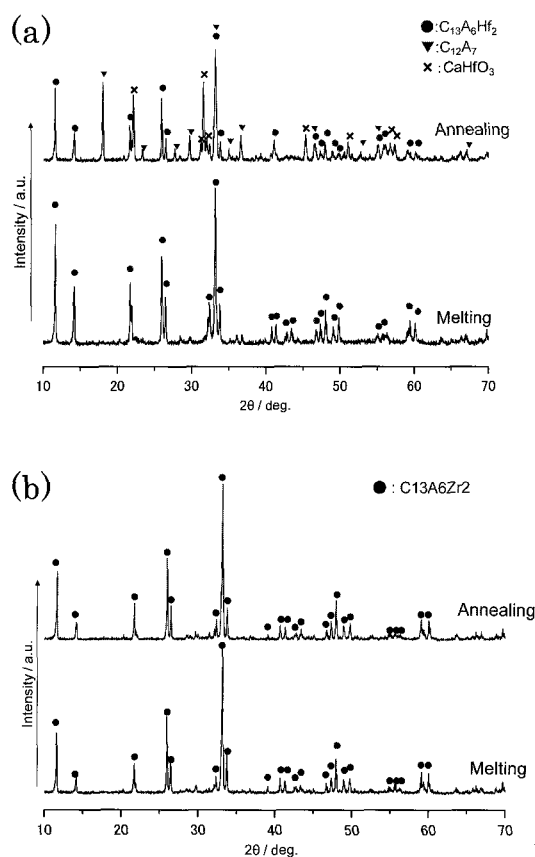 (a)
●:C₁₃A₆Hf₂
▼:C₁₂A₇
×:CaHfO₃
Annealing
Intensity / a.u.
Melting
10 20 30 40 50 60 70
2θ / deg.
(b)
● : C13A6Zr2
Annealing
Intensity / a.u.
Melting
10 20 30 40 50 60 70
2θ / deg.